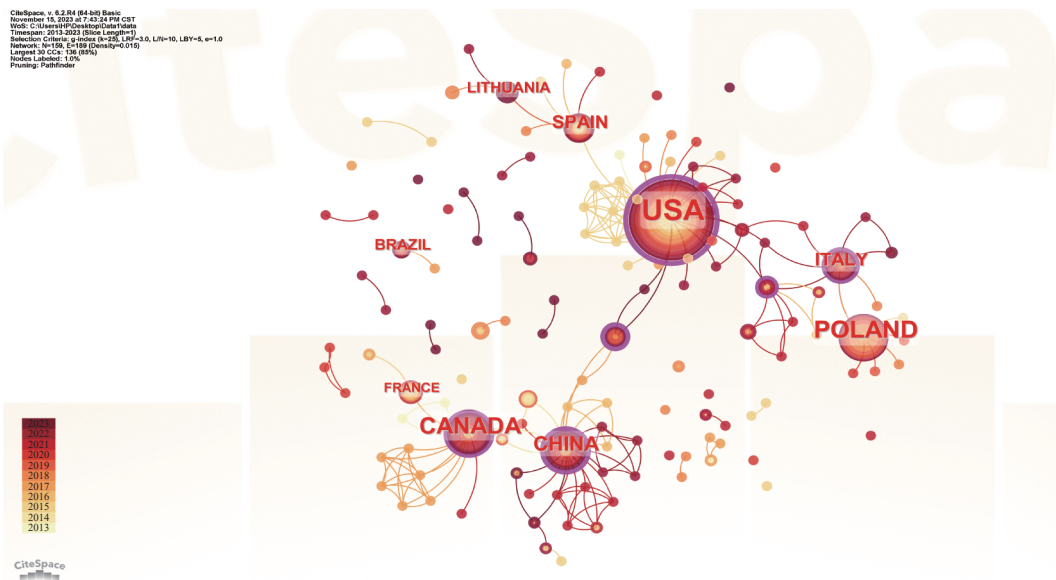 CiteSpace, v. 6.2.R4 (64-bit) Basic
November 15, 2023 at 7:43:24 PM CST
WoS: C:\Users\HP\Desktop\Data1\data
Timespan: 2013-2023 (Slice Length=1)
Selection Criteria: g-index (k=25), LRF=3.0, L/N=10, LBY=5, e=1.0
Network: N=159, E=189 (Density=0.015)
Largest 30 CCs: 136 (85%)
Nodes Labeled: 1.0%
Pruning: Pathfinder
CiteSpa
LITHUANIA
SPAIN
USA
BRAZIL
ITALY
POLAND
FRANCE
CANADA
CHINA
2023
2022
2021
2020
2019
2018
2017
2016
2015
2014
2013
CiteSpace